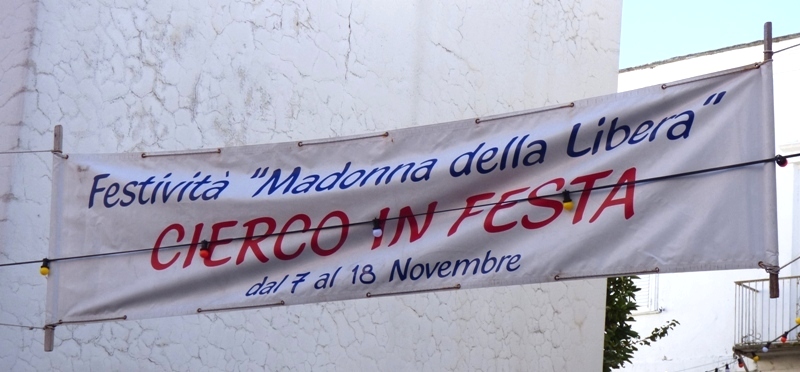 Festività "Madonna della Libera"
CIERCO IN FESTA
dal 7 al 18 Novembre